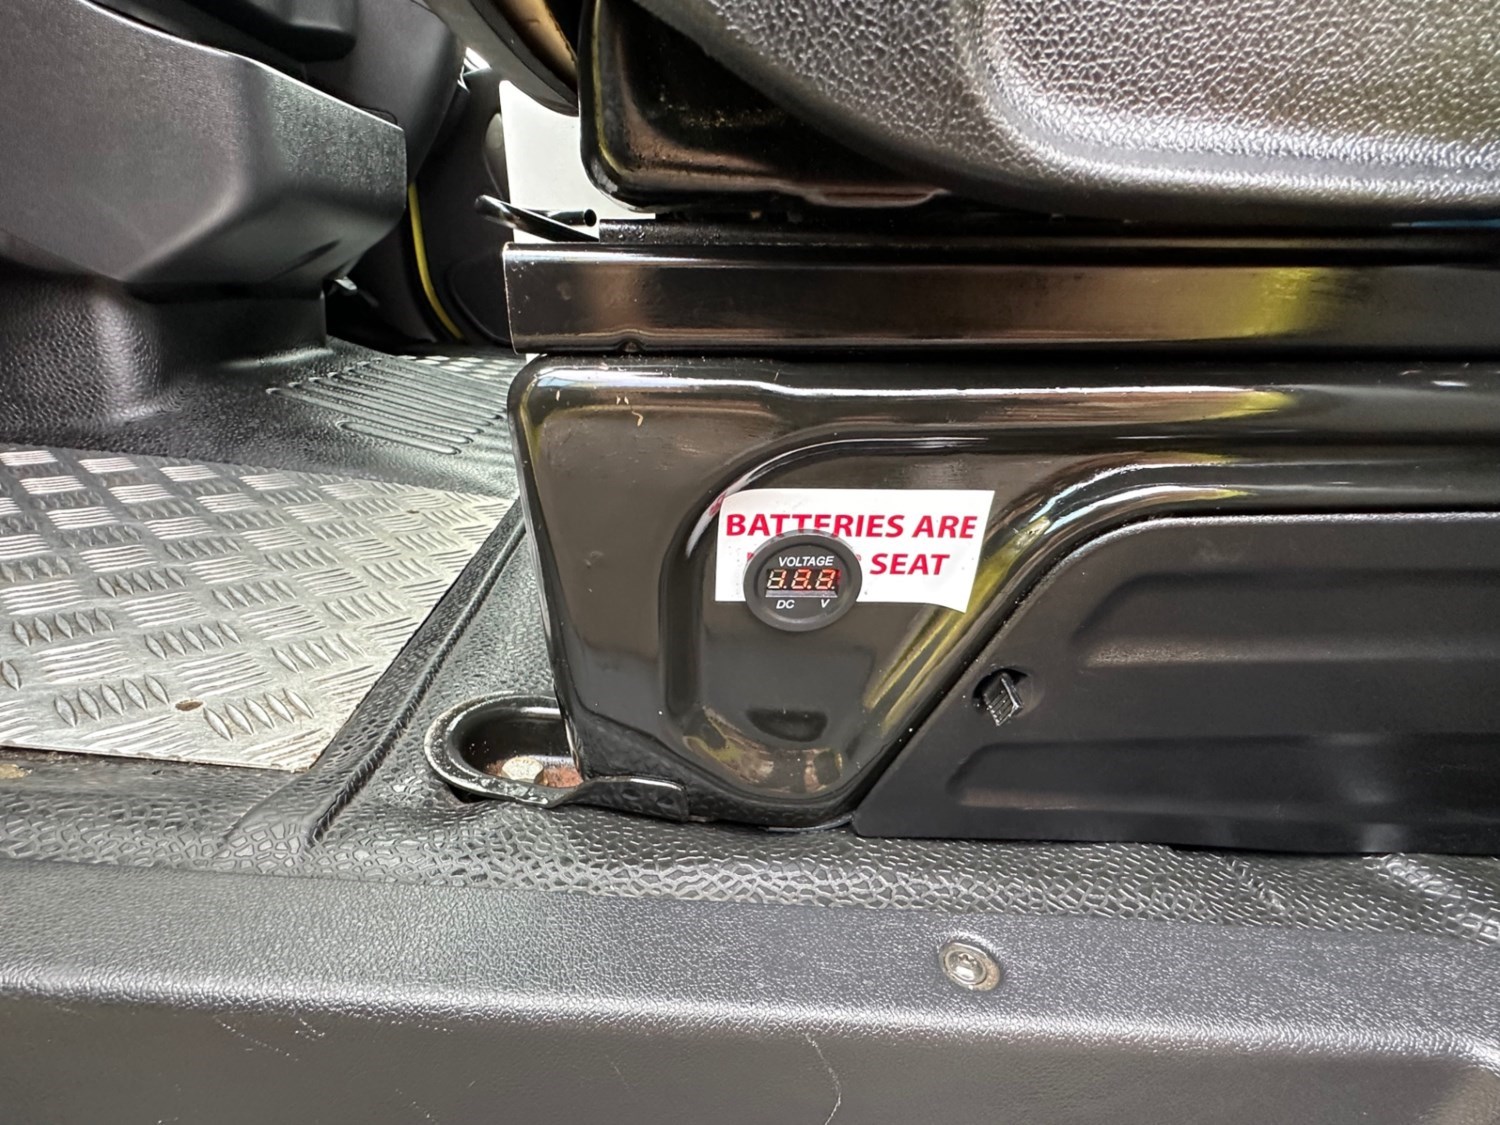 BATTERIES ARE
SEAT
VOLTAGE
DC V